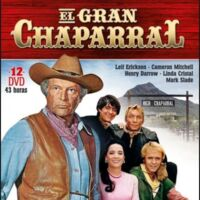 EL GRAN
CHAPARRAL
Leif Erickson - Cameron Mitchell
Henry Darrow - Linda Cristal
Mark Slade
12
DVD
43 horas
HIGH CHAPARRAL